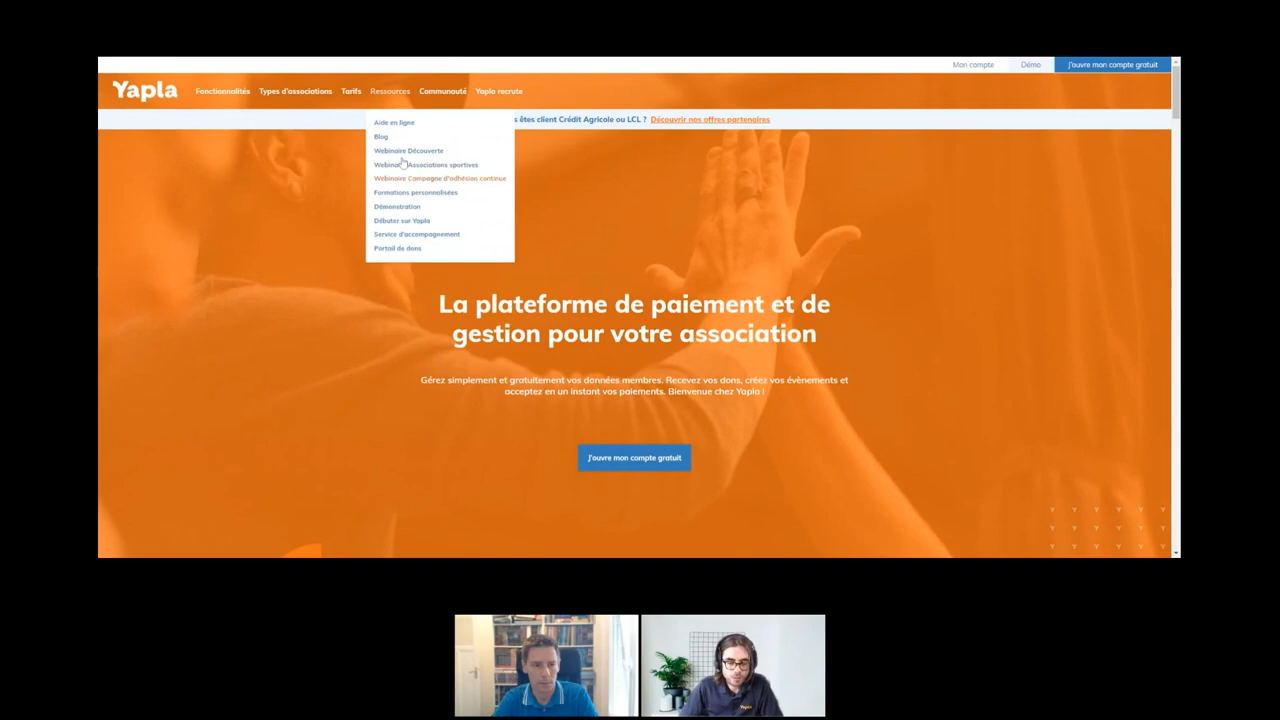 Mon compte
Démo
J'ouvre mon compte gratuit
Yapla
Fonctionnalités
Types d'associations
Tarifs
Ressources
Communauté
Yapla recrute
s êtes client Crédit Agricole ou LCL ? Découvrir nos offres partenaires
Aide en ligne
Blog
Webinaire Découverte
Associations sportives
Webinaire Campagne d'adhésion continue
Formations personnalisées
Démonstration
Débuter sur Yapla
Service d'accompagnement
Portail de dons
La plateforme de paiement et de
gestion pour votre association
Gérez simplement et gratuitement vos données membres. Recevez vos dons, créez vos évènements et
acceptez en un instant vos paiements. Bienvenue chez Yapla !
J'ouvre mon compte gratuit
Yapla